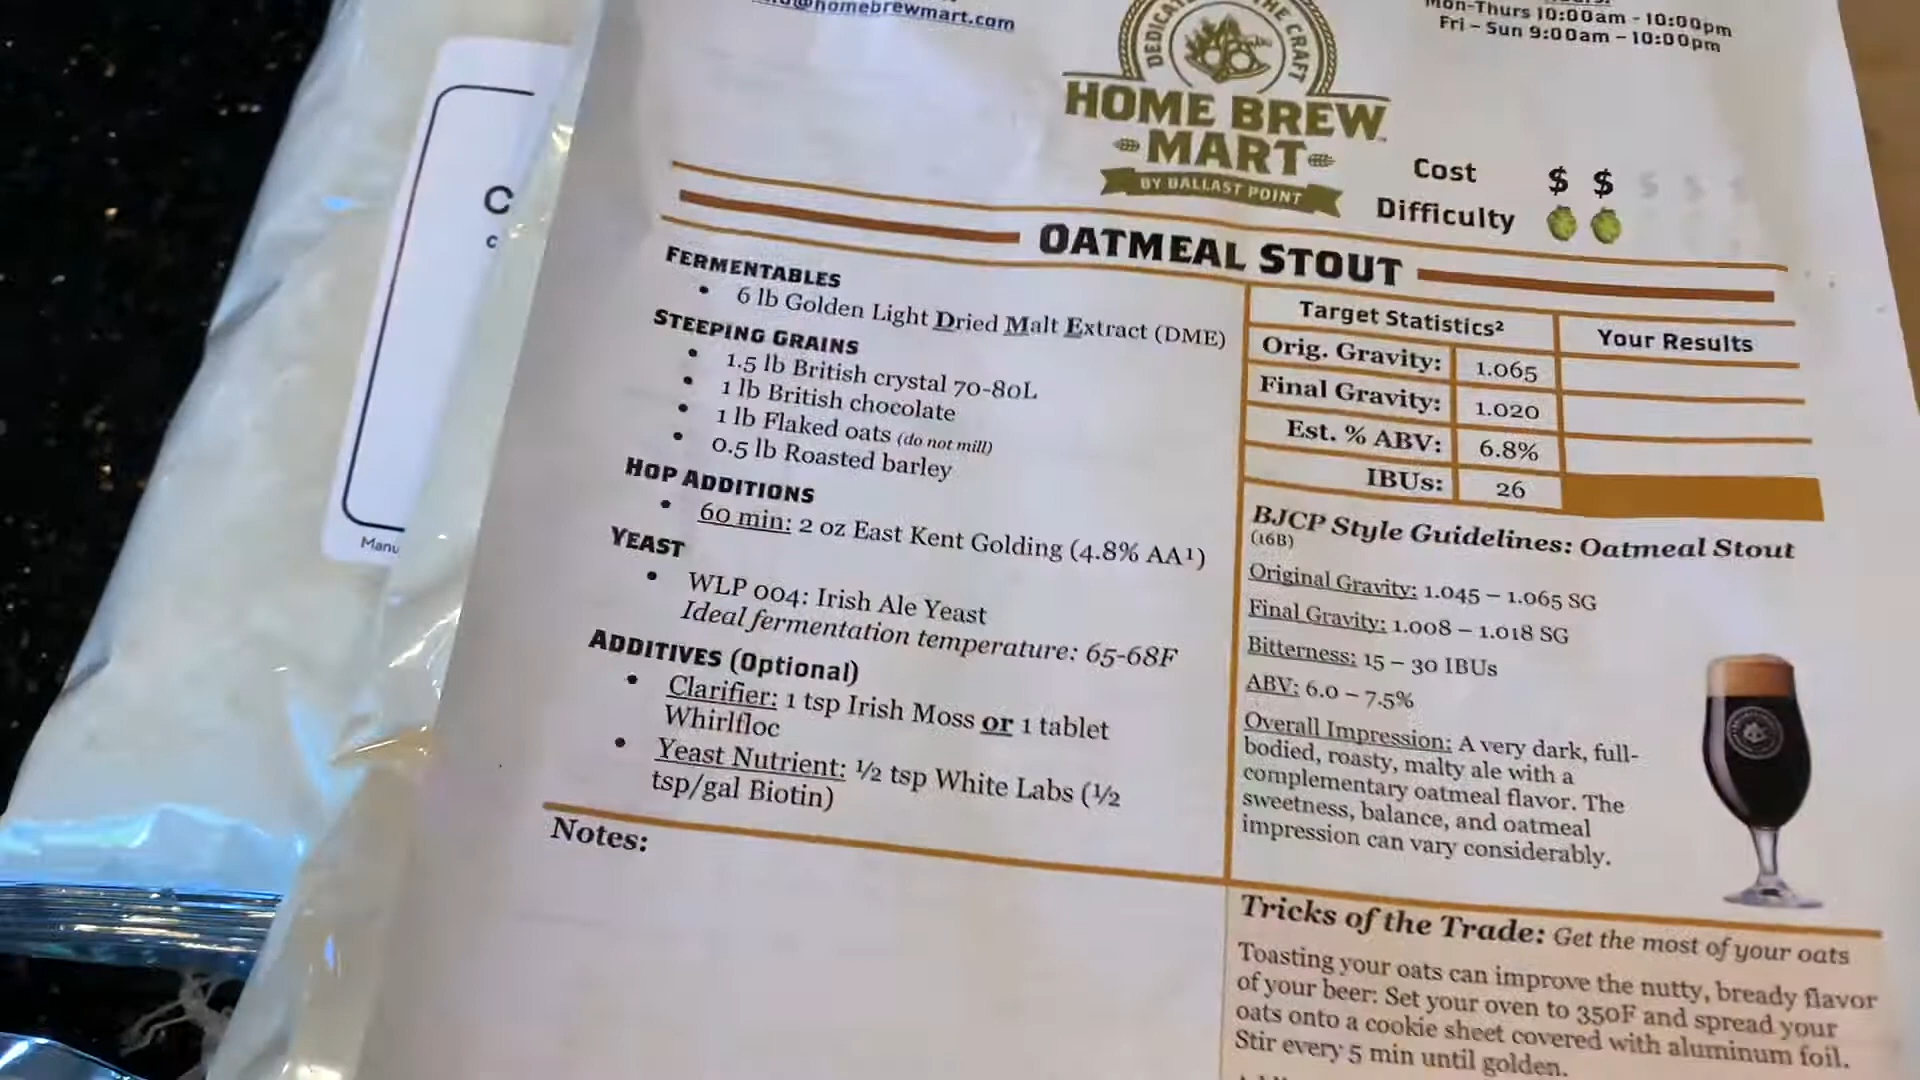 @homebrewmart.com
Mon-Thurs 10:00am - 10:00pm
Fri - Sun 9:00am - 10:00pm
DEDICATED THE CRAFT
HOME BREW
MART
BY BALLAST POINT
Cost $ $ $ $ $
Difficulty
OATMEAL STOUT
FERMENTABLES
• 6 lb Golden Light Dried Malt Extract (DME)
STEEPING GRAINS
• 1.5 lb British crystal 70-80L
• 1 lb British chocolate
• 1 lb Flaked oats (do not mill)
• 0.5 lb Roasted barley
HOP ADDITIONS
• 60 min: 2 oz East Kent Golding (4.8% AA¹)
YEAST
• WLP 004: Irish Ale Yeast
Ideal fermentation temperature: 65-68F
ADDITIVES (Optional)
• Clarifier: 1 tsp Irish Moss or 1 tablet
Whirlfloc
• Yeast Nutrient: ½ tsp White Labs (½
tsp/gal Biotin)
Notes:
Target Statistics² Your Results
Orig. Gravity: 1.065
Final Gravity: 1.020
Est. % ABV: 6.8%
IBUs: 26
BJCP Style Guidelines: Oatmeal Stout
(16B)
Original Gravity: 1.045 – 1.065 SG
Final Gravity: 1.008 – 1.018 SG
Bitterness: 15 – 30 IBUs
ABV: 6.0 – 7.5%
Overall Impression: A very dark, full-
bodied, roasty, malty ale with a
complementary oatmeal flavor. The
sweetness, balance, and oatmeal
impression can vary considerably.
Tricks of the Trade: Get the most of your oats
Toasting your oats can improve the nutty, bready flavor
of your beer: Set your oven to 350F and spread your
oats onto a cookie sheet covered with aluminum foil.
Stir every 5 min until golden.
C
c
Manu